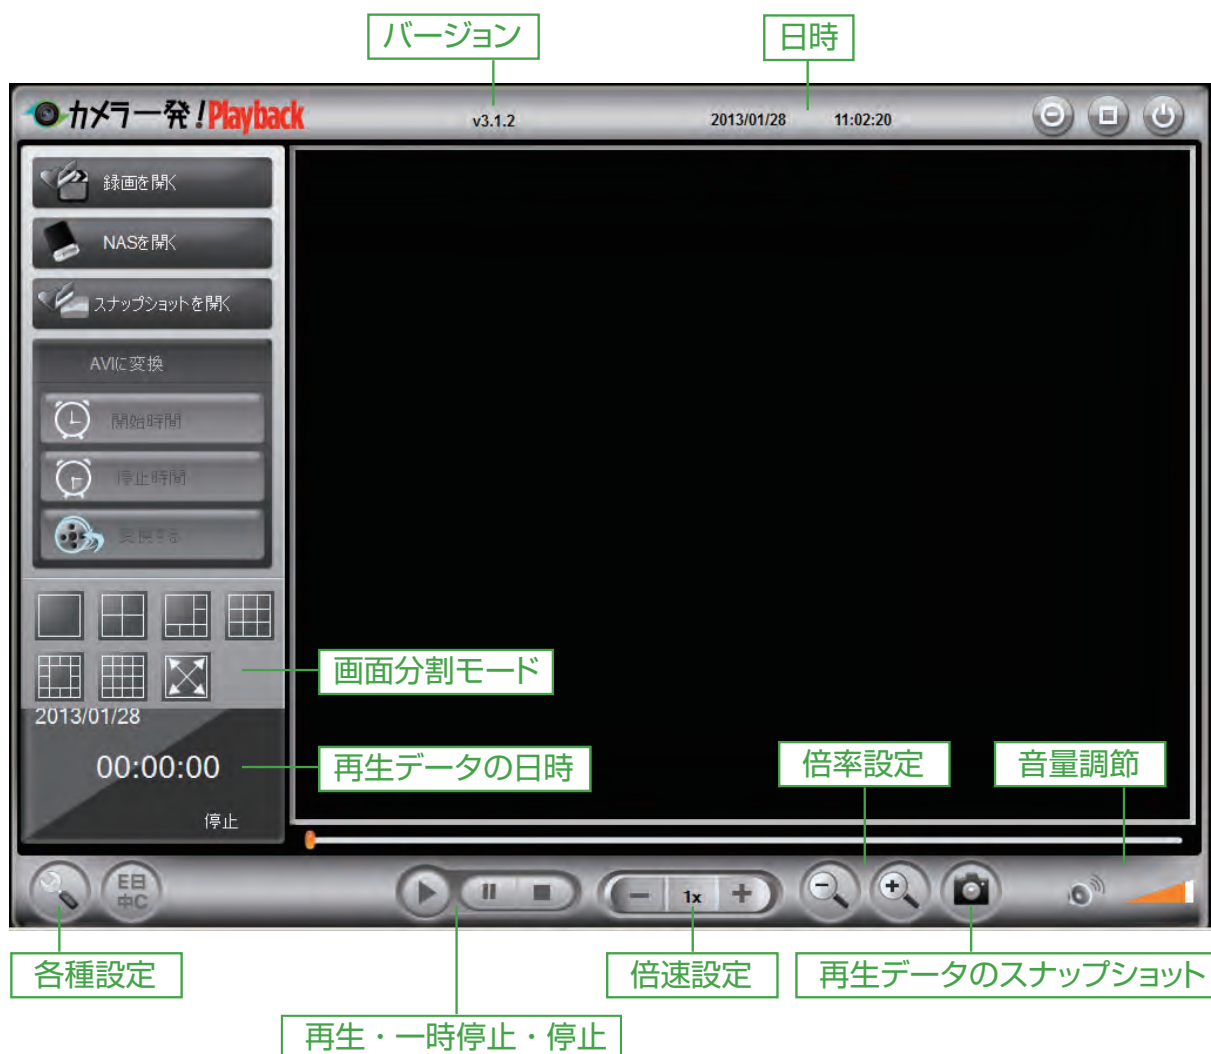 バージョン
日時
カメラ一発!Playback
v3.1.2
2013/01/28
11:02:20
録画を開く
NASを開く
スナップショットを開く
AVIに変換
開始時間
停止時間
変換する
画面分割モード
2013/01/28
00:00:00
再生データの日時
停止
倍率設定
音量調節
E日
中C
1x
各種設定
倍速設定
再生データのスナップショット
再生・一時停止・停止